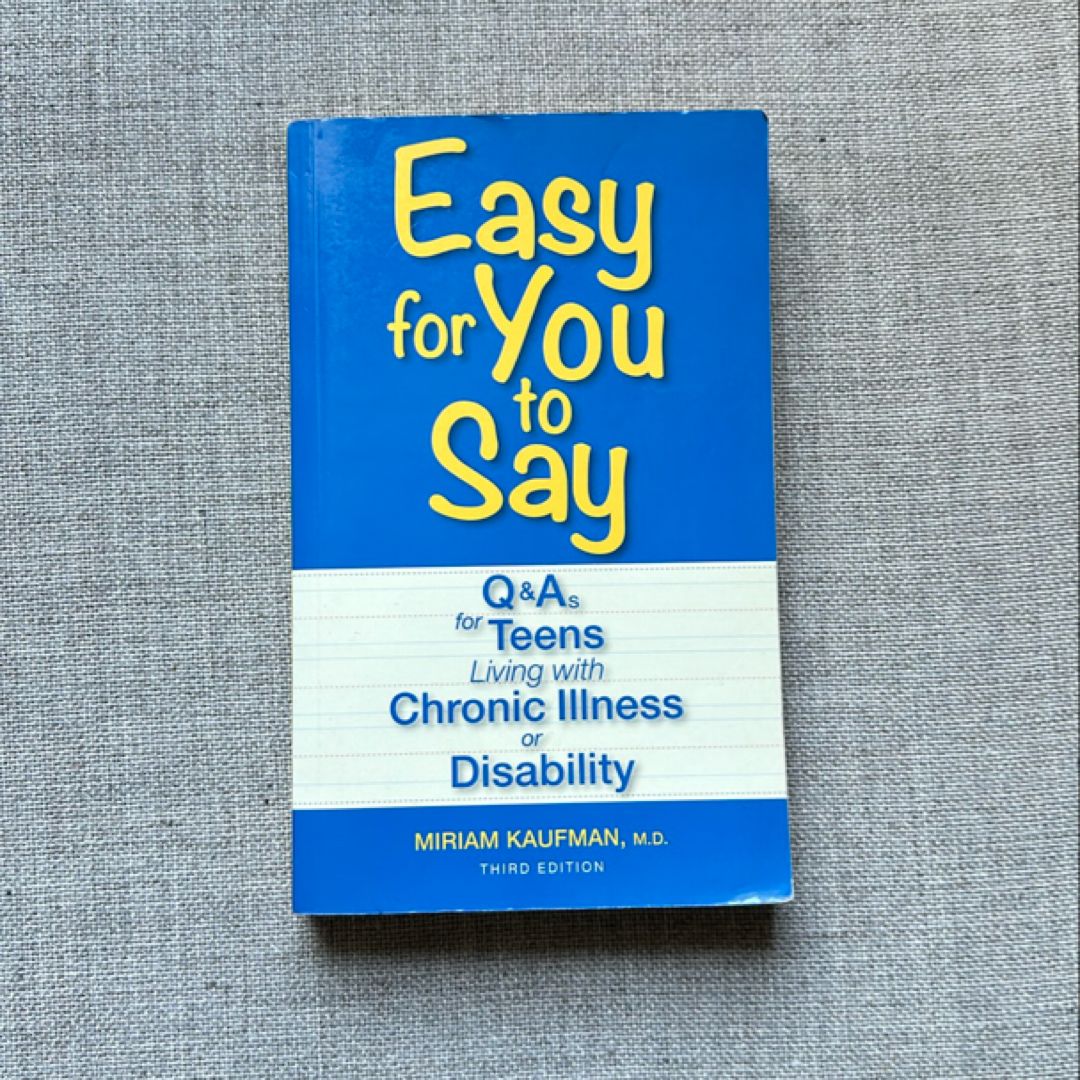 Easy
for You
to
Say
Q&As
for Teens
Living with
Chronic Illness
or
Disability
MIRIAM KAUFMAN, M.D.
THIRD EDITION